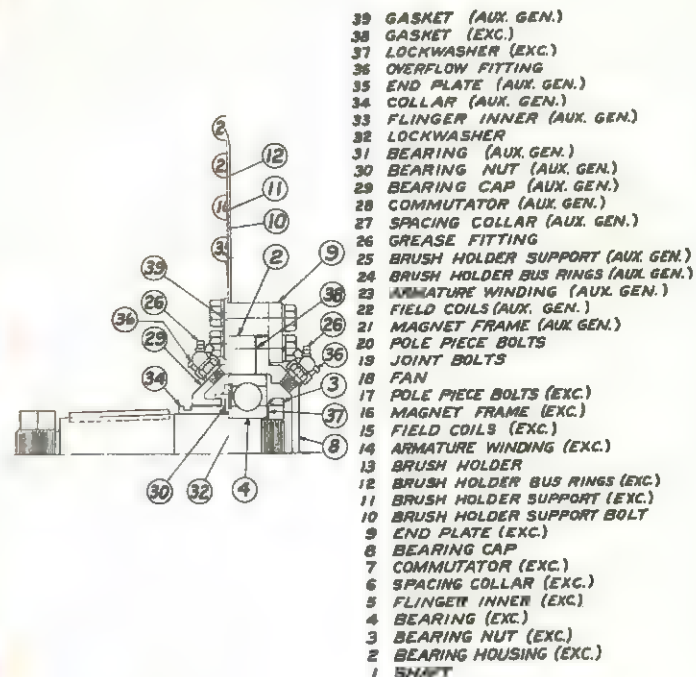 39 GASKET (AUX. GEN.)
38 GASKET (EXC.)
37 LOCKWASHER (EXC.)
36 OVERFLOW FITTING
35 END PLATE (AUX. GEN.)
34 COLLAR (AUX. GEN.)
33 FLINGER INNER (AUX. GEN.)
32 LOCKWASHER
31 BEARING (AUX. GEN.)
30 BEARING NUT (AUX. GEN.)
29 BEARING CAP (AUX. GEN.)
28 COMMUTATOR (AUX. GEN.)
27 SPACING COLLAR (AUX. GEN.)
26 GREASE FITTING
25 BRUSH HOLDER SUPPORT (AUX. GEN.)
24 BRUSH HOLDER BUS RINGS (AUX. GEN.)
23 ARMATURE WINDING (AUX. GEN.)
22 FIELD COILS (AUX. GEN.)
21 MAGNET FRAME (AUX. GEN.)
20 POLE PIECE BOLTS
19 JOINT BOLTS
18 FAN
17 POLE PIECE BOLTS (EXC.)
16 MAGNET FRAME (EXC.)
15 FIELD COILS (EXC.)
14 ARMATURE WINDING (EXC.)
13 BRUSH HOLDER
12 BRUSH HOLDER BUS RINGS (EXC.)
11 BRUSH HOLDER SUPPORT (EXC.)
10 BRUSH HOLDER SUPPORT BOLT
9 END PLATE (EXC.)
8 BEARING CAP
7 COMMUTATOR (EXC.)
6 SPACING COLLAR (EXC.)
5 FLINGER INNER (EXC.)
4 BEARING (EXC.)
3 BEARING NUT (EXC.)
2 BEARING HOUSING (EXC.)
1 SHAFT
2
12
2
11
10
2
9
39
38
26
26
36
36
29
3
34
37
8
30
32
4